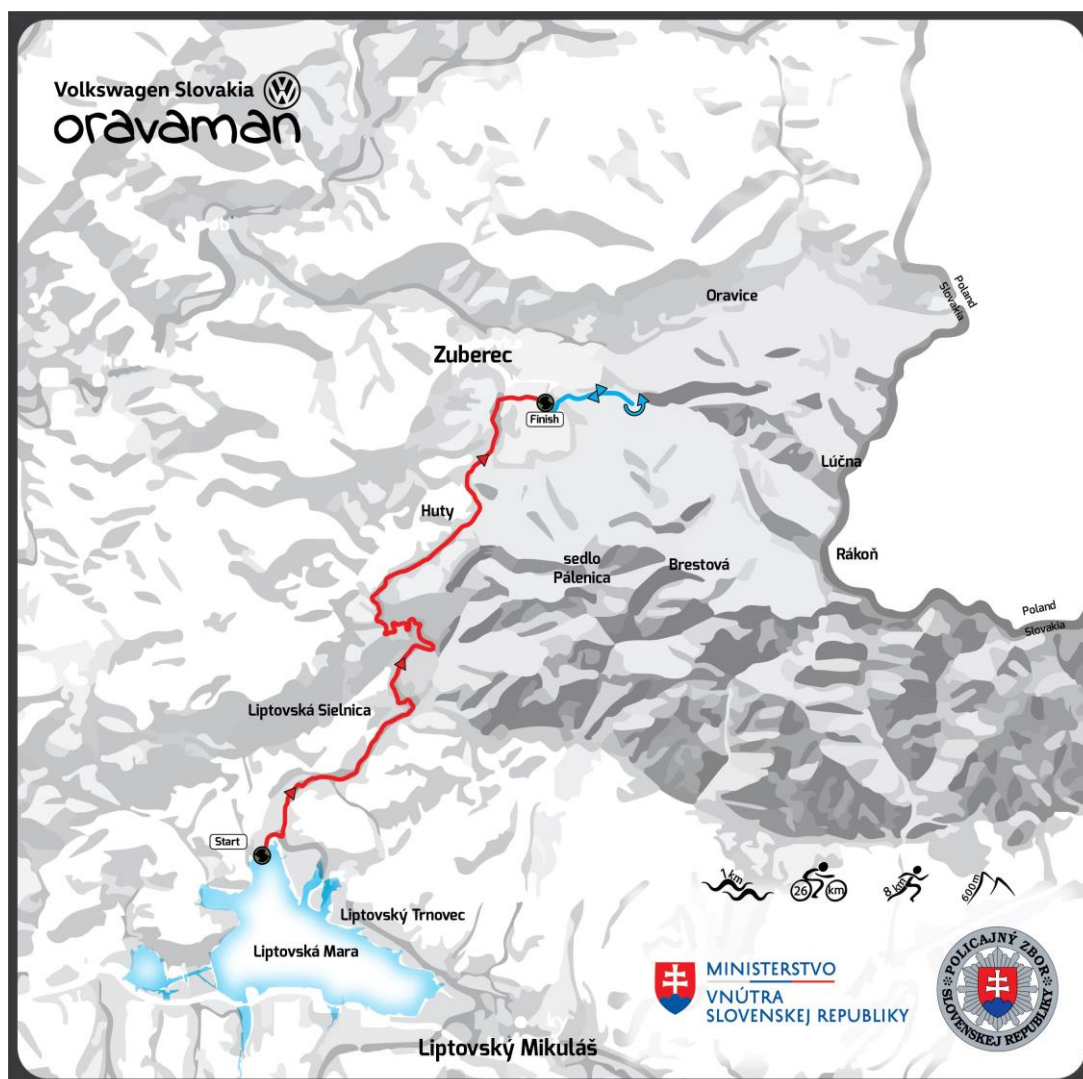 Volkswagen Slovakia
oravaman
Poland
Slovakia
Oravice
Zuberec
Finish
Lúčna
Huty
sedlo
Pálenica
Brestová
Rákoň
Poland
Slovakia
Liptovská Sielnica
Start
1 km
26 km
8 km
600m
Liptovský Trnovec
Liptovská Mara
MINISTERSTVO
VNÚTRA
SLOVENSKEJ REPUBLIKY
POLICAJNÝ ZBOR
SLOVENSKEJ REPUBLIKY
Liptovský Mikuláš